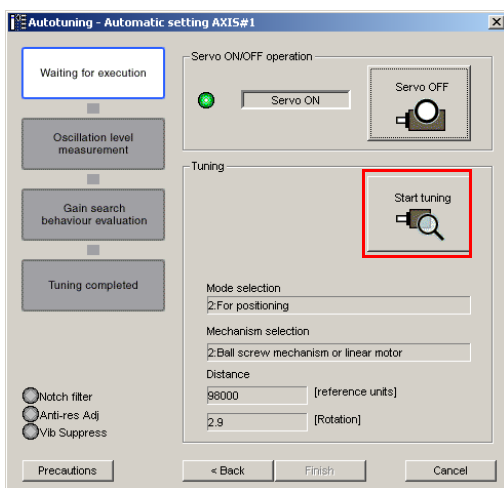 Autotuning - Automatic setting AXIS#1
Waiting for execution
Oscillation level
measurement
Gain search
behaviour evaluation
Tuning completed
Notch filter
Anti-res Adj
Vib Suppress
Servo ON/OFF operation
Servo ON
Servo OFF
Tuning
Start tuning
Mode selection
2:For positioning
Mechanism selection
2:Ball screw mechanism or linear motor
Distance
98000 [reference units]
2.9 [Rotation]
Precautions
< Back
Finish
Cancel